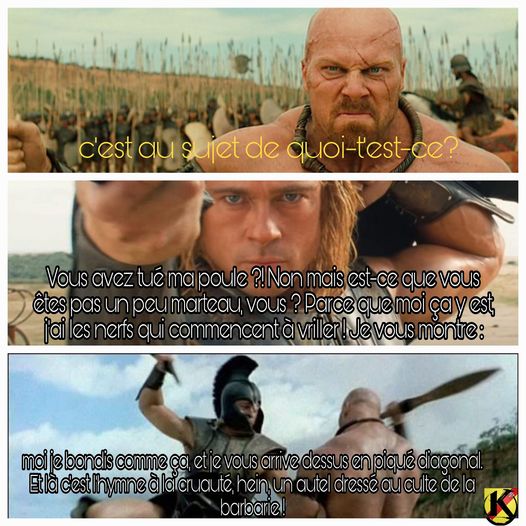 c'est au sujet de quoi-t'est-ce?
Vous avez tué ma poule ?! Non mais est-ce que vous
êtes pas un peu marteau, vous ? Parce que moi ça y est,
j'ai les nerfs qui commencent à vriller ! Je vous montre :
moi je bondis comme ça, et je vous arrive dessus en piqué diagonal.
Et là c'est l'hymne à la cruauté, hein, un autel dressé au culte de la
barbarie !
K